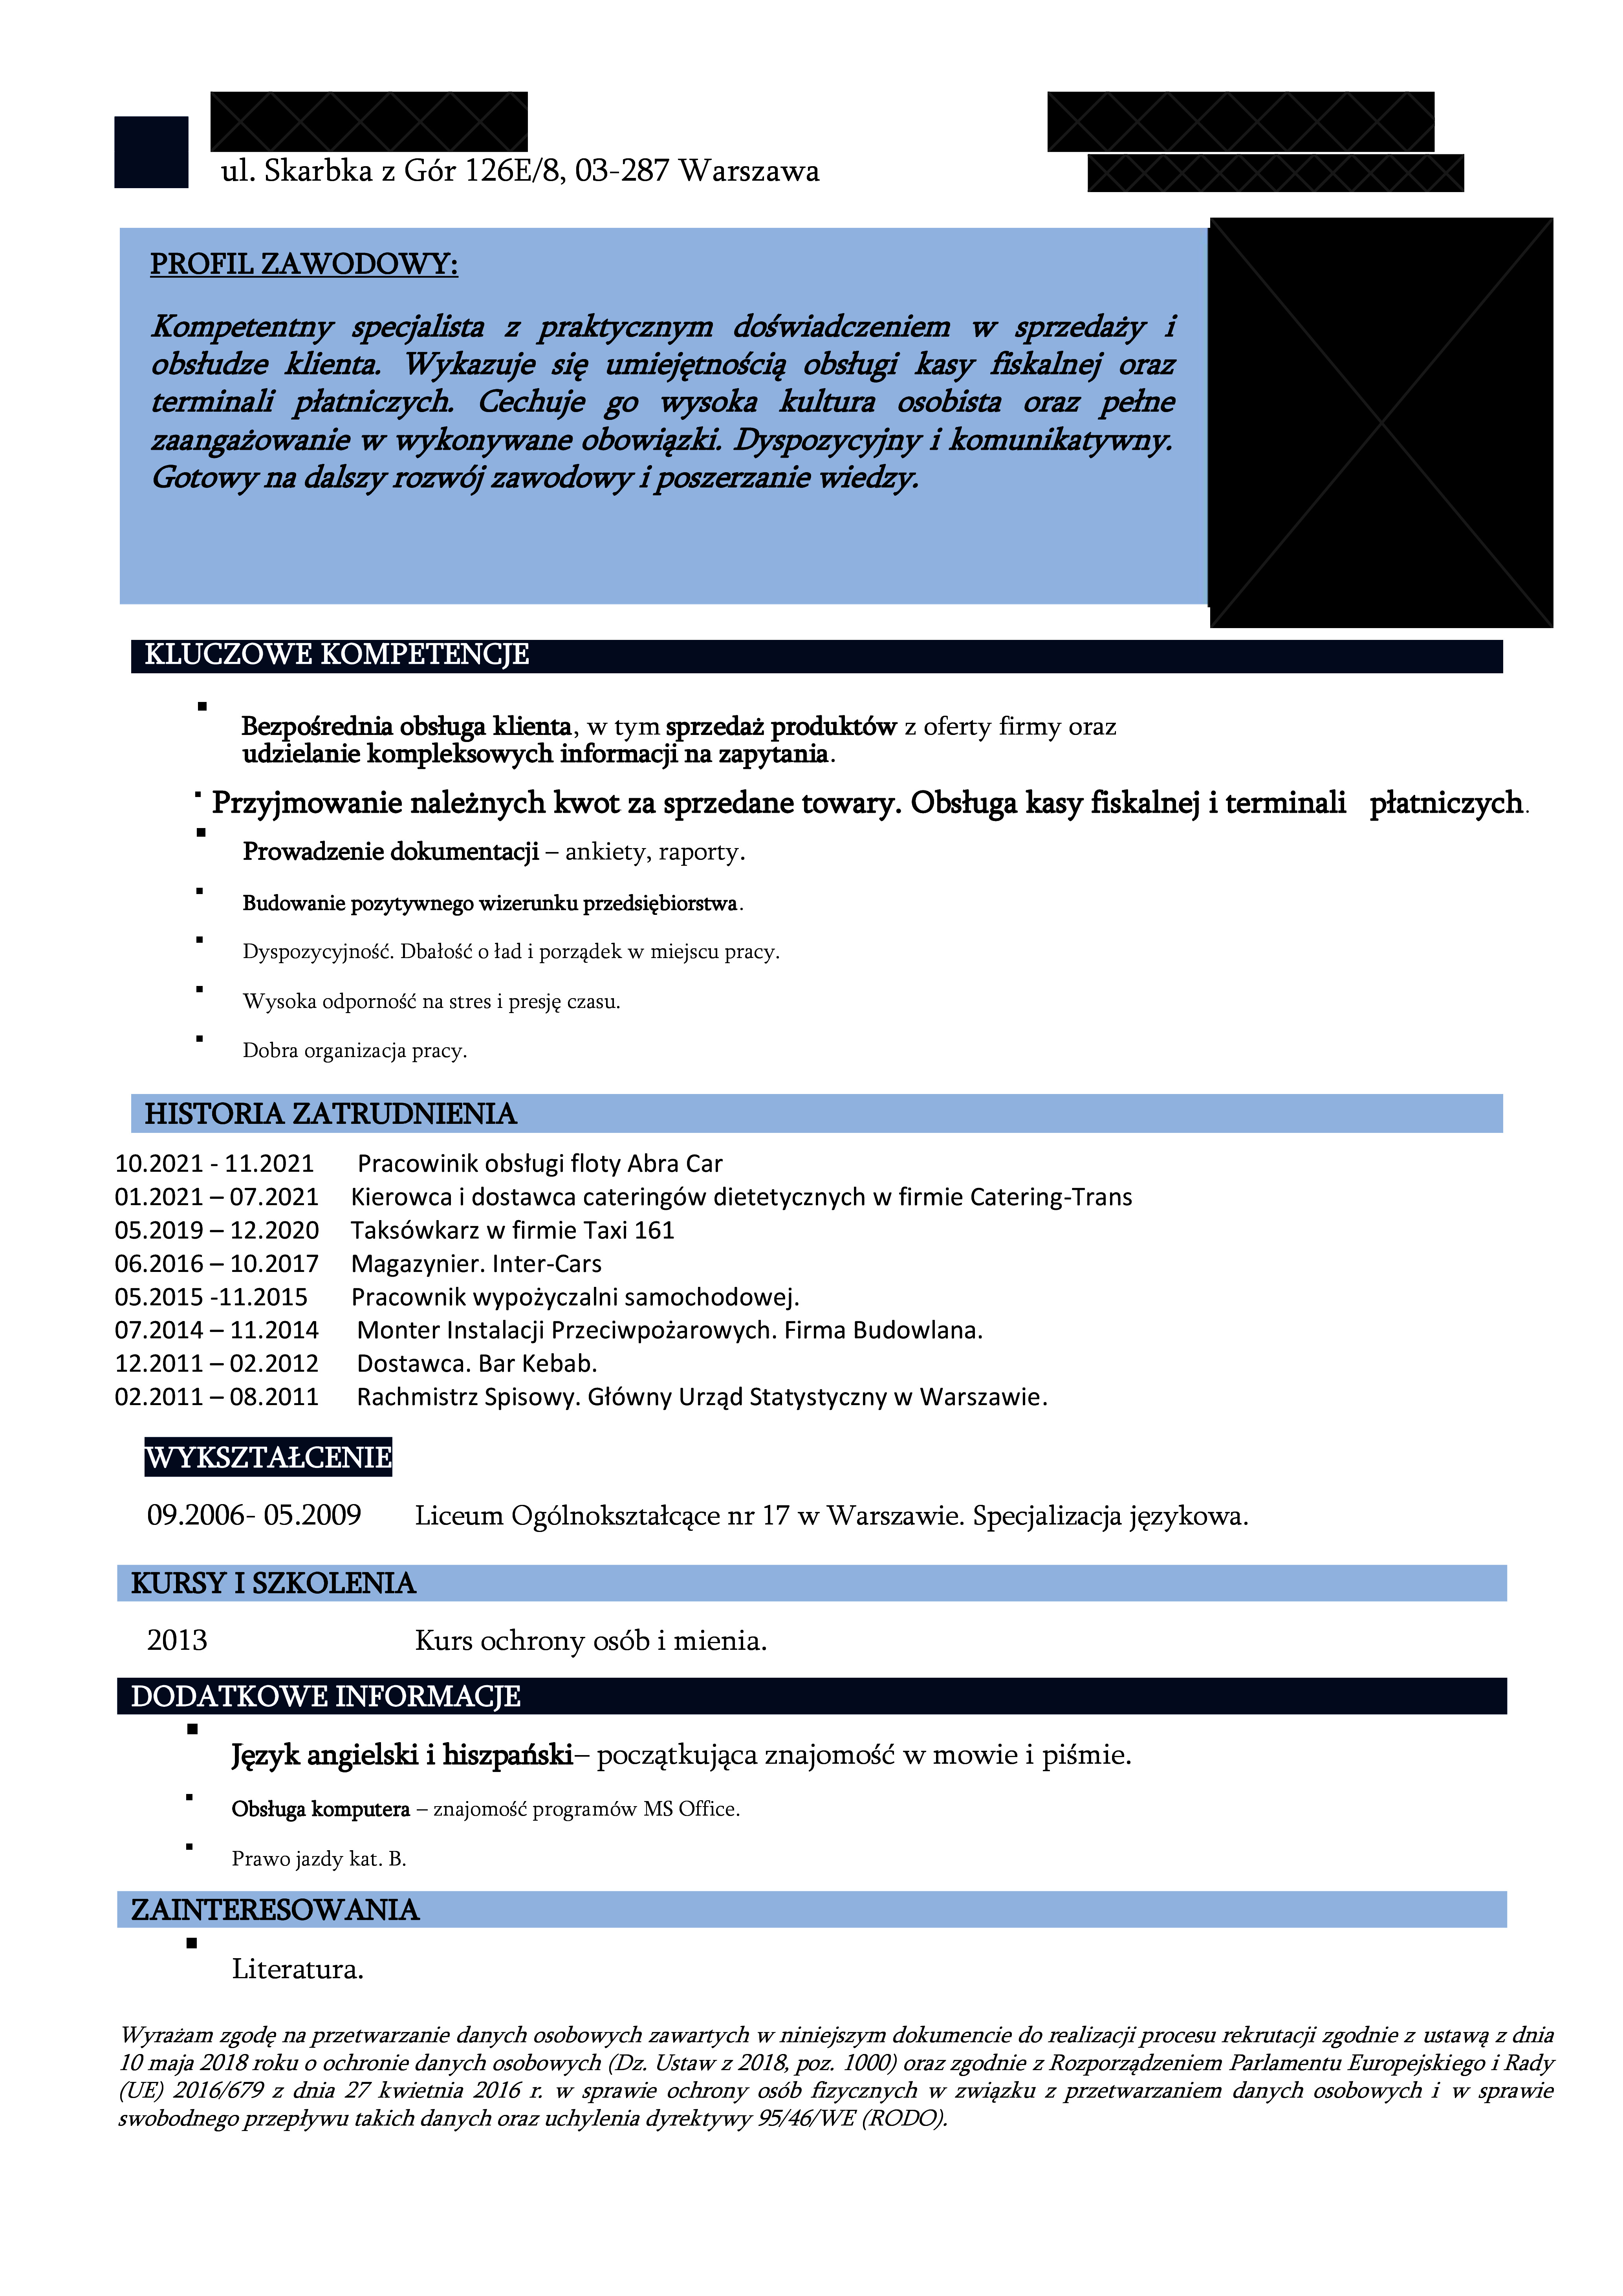 ul. Skarbka z Gór 126E/8, 03-287 Warszawa
PROFIL ZAWODOWY:
Kompetentny specjalista z praktycznym doświadczeniem w sprzedaży i
obsłudze klienta. Wykazuje się umiejętnością obsługi kasy fiskalnej oraz
terminali płatniczych. Cechuje go wysoka kultura osobista oraz pełne
zaangażowanie w wykonywane obowiązki. Dyspozycyjny i komunikatywny.
Gotowy na dalszy rozwój zawodowy i poszerzanie wiedzy.
KLUCZOWE KOMPETENCJE
▪ Bezpośrednia obsługa klienta, w tym sprzedaż produktów z oferty firmy oraz
udzielanie kompleksowych informacji na zapytania.
▪ Przyjmowanie należnych kwot za sprzedane towary. Obsługa kasy fiskalnej i terminali płatniczych.
▪ Prowadzenie dokumentacji – ankiety, raporty.
▪ Budowanie pozytywnego wizerunku przedsiębiorstwa.
▪ Dyspozycyjność. Dbałość o ład i porządek w miejscu pracy.
▪ Wysoka odporność na stres i presję czasu.
▪ Dobra organizacja pracy.
HISTORIA ZATRUDNIENIA
10.2021 - 11.2021 Pracowinik obsługi floty Abra Car
01.2021 – 07.2021 Kierowca i dostawca cateringów dietetycznych w firmie Catering-Trans
05.2019 – 12.2020 Taksówkarz w firmie Taxi 161
06.2016 – 10.2017 Magazynier. Inter-Cars
05.2015 -11.2015 Pracownik wypożyczalni samochodowej.
07.2014 – 11.2014 Monter Instalacji Przeciwpożarowych. Firma Budowlana.
12.2011 – 02.2012 Dostawca. Bar Kebab.
02.2011 – 08.2011 Rachmistrz Spisowy. Główny Urząd Statystyczny w Warszawie.
WYKSZTAŁCENIE
09.2006- 05.2009 Liceum Ogólnokształcące nr 17 w Warszawie. Specjalizacja językowa.
KURSY I SZKOLENIA
2013 Kurs ochrony osób i mienia.
DODATKOWE INFORMACJE
▪ Język angielski i hiszpański– początkująca znajomość w mowie i piśmie.
▪ Obsługa komputera – znajomość programów MS Office.
▪ Prawo jazdy kat. B.
ZAINTERESOWANIA
▪ Literatura.
Wyrażam zgodę na przetwarzanie danych osobowych zawartych w niniejszym dokumencie do realizacji procesu rekrutacji zgodnie z ustawą z dnia
10 maja 2018 roku o ochronie danych osobowych (Dz. Ustaw z 2018, poz. 1000) oraz zgodnie z Rozporządzeniem Parlamentu Europejskiego i Rady
(UE) 2016/679 z dnia 27 kwietnia 2016 r. w sprawie ochrony osób fizycznych w związku z przetwarzaniem danych osobowych i w sprawie
swobodnego przepływu takich danych oraz uchylenia dyrektywy 95/46/WE (RODO).